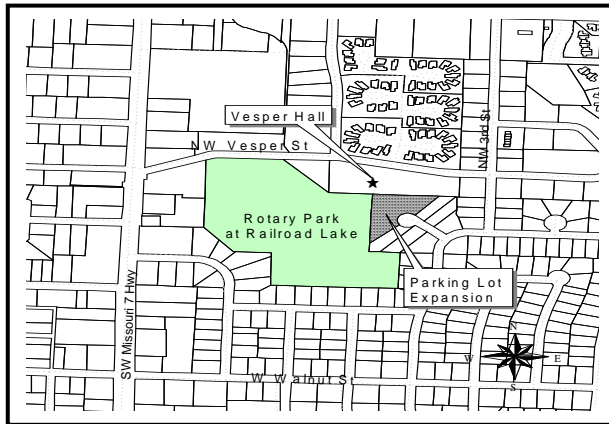 Vesper Hall
NW Vesper St
NW 3rd St
Rotary Park
at Railroad Lake
Parking Lot
Expansion
SW Missouri 7 Hwy
W Walnut St
N
W
E
S